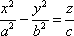 x²/a² − y²/b² = z/c